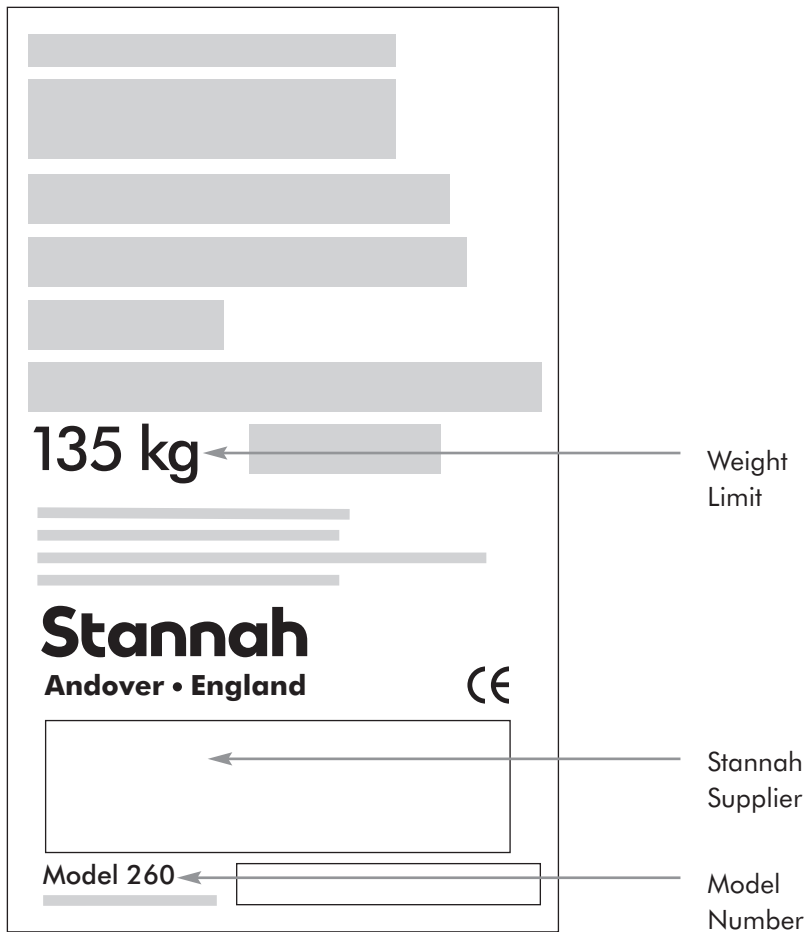 135 kg
Weight
Limit
Stannah
Andover • England
CE
Stannah
Supplier
Model 260
Model
Number